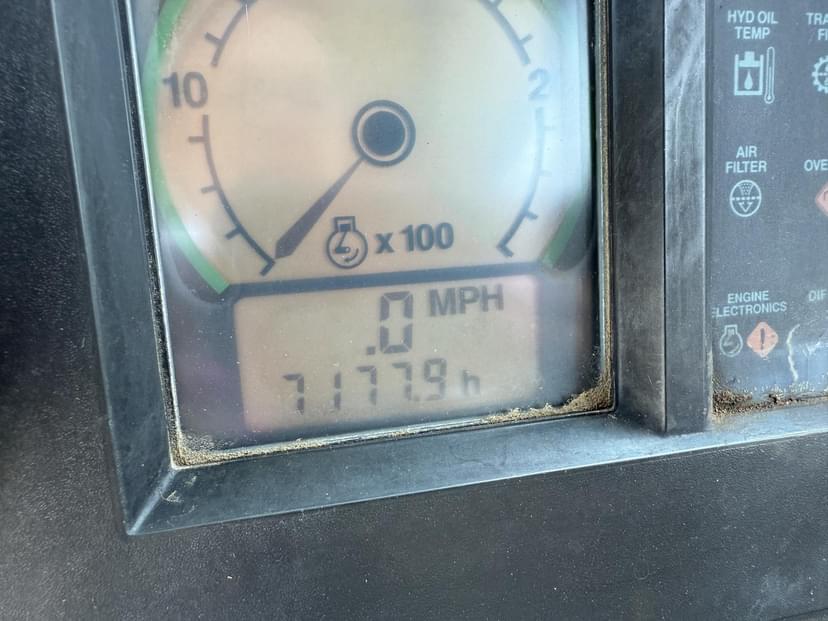 10
2
x 100
.0 MPH
7177.9 h
HYD OIL
TEMP
AIR
FILTER
ENGINE
ELECTRONICS